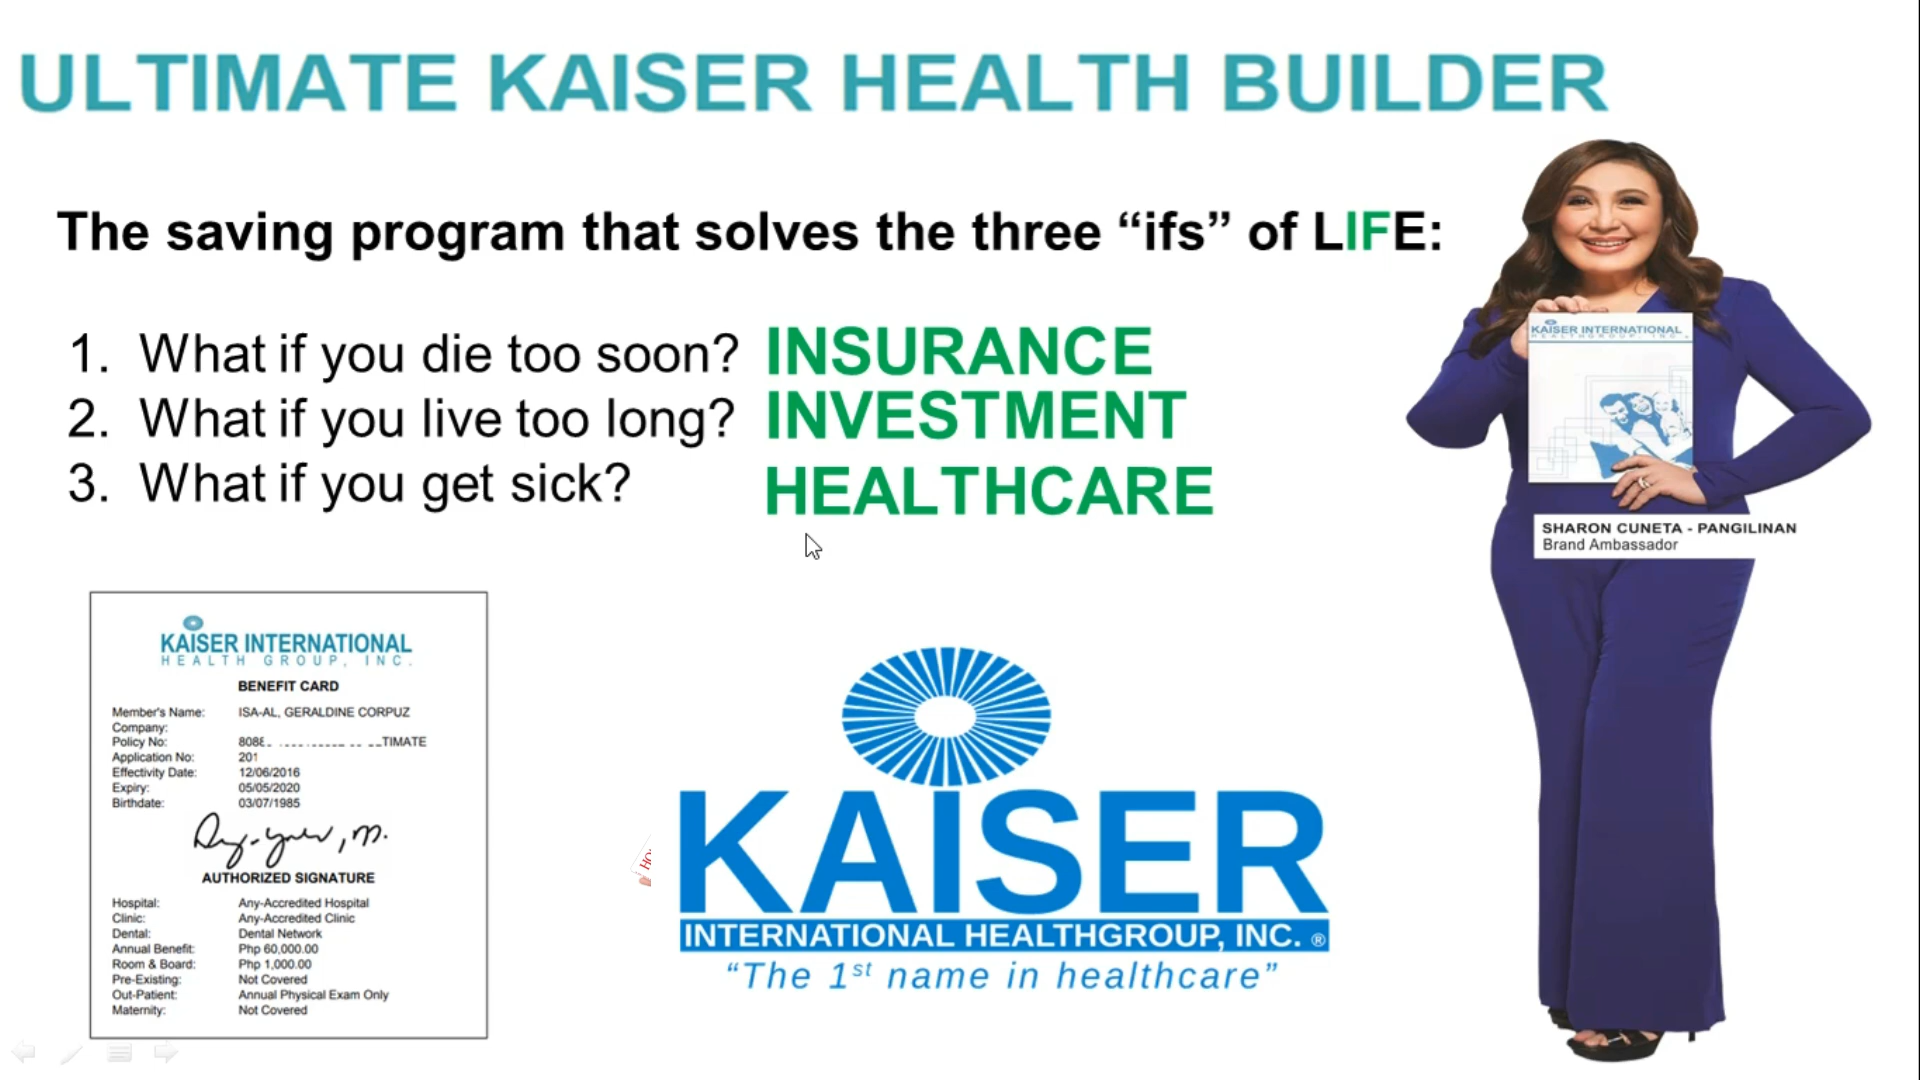 ULTIMATE KAISER HEALTH BUILDER
The saving program that solves the three “ifs” of LIFE:
1. What if you die too soon? INSURANCE
2. What if you live too long? INVESTMENT
3. What if you get sick? HEALTHCARE
KAISER INTERNATIONAL
HEALTHGROUP, INC.
SHARON CUNETA - PANGILINAN
Brand Ambassador
KAISER INTERNATIONAL
HEALTH GROUP, INC.
BENEFIT CARD
Member's Name: ISA-AL, GERALDINE CORPUZ
Company:
Policy No: 808 TIMATE
Application No: 201
Effectivity Date: 12/06/2016
Expiry: 05/05/2020
Birthdate: 03/07/1985
AUTHORIZED SIGNATURE
Hospital: Any-Accredited Hospital
Clinic: Any-Accredited Clinic
Dental: Dental Network
Annual Benefit: Php 60,000.00
Room & Board: Php 1,000.00
Pre-Existing: Not Covered
Out-Patient: Annual Physical Exam Only
Maternity: Not Covered
HO
KAISER
INTERNATIONAL HEALTHGROUP, INC. ®
“The 1st name in healthcare”